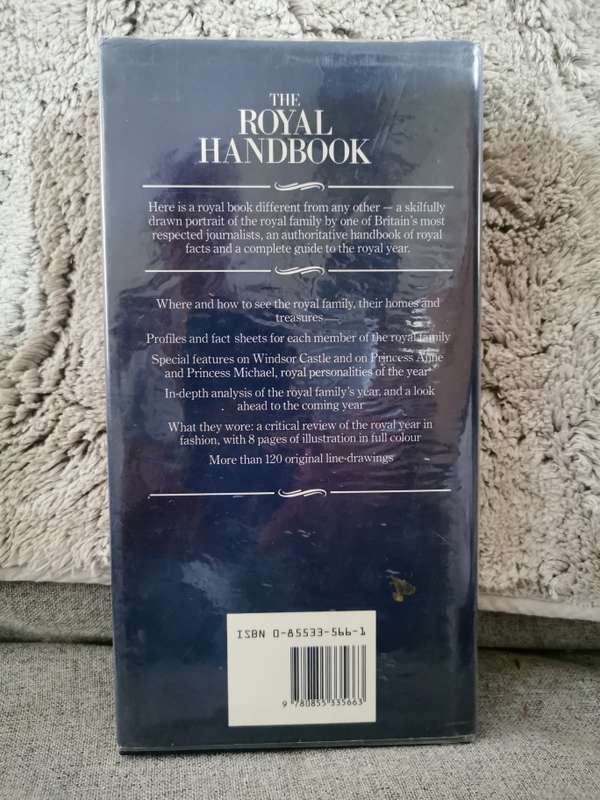 THE
ROYAL
HANDBOOK
Here is a royal book different from any other — a skilfully
drawn portrait of the royal family by one of Britain's most
respected journalists, an authoritative handbook of royal
facts and a complete guide to the royal year.
Where and how to see the royal family, their homes and
treasures
Profiles and fact sheets for each member of the royal family
Special features on Windsor Castle and on Princess Anne
and Princess Michael, royal personalities of the year
In-depth analysis of the royal family's year, and a look
ahead to the coming year
What they wore: a critical review of the royal year in
fashion, with 8 pages of illustration in full colour
More than 120 original line-drawings
ISBN 0-85533-566-1
9 780855 335663